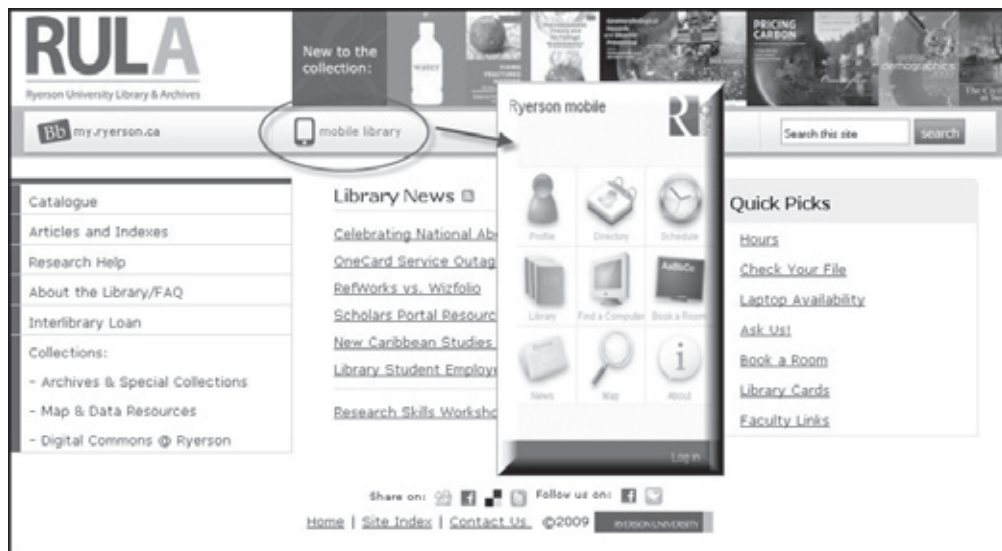 RULA
Ryerson University Library & Archives
New to the
collection:
water
PRICING
CARBON
demographics
Bb my.ryerson.ca
mobile library
Search this site
search
Ryerson mobile
R
Profile
Directory
Schedule
Library
Find a Computer
AaBbCc
Book a Room
News
Map
i
About
Log in
Catalogue
Articles and Indexes
Research Help
About the Library/FAQ
Interlibrary Loan
Collections:
- Archives & Special Collections
- Map & Data Resources
- Digital Commons @ Ryerson
Library News
Celebrating National Ab
OneCard Service Outag
RefWorks vs. Wizfolio
Scholars Portal Resourc
New Caribbean Studies
Library Student Employ
Research Skills Worksho
Quick Picks
Hours
Check Your File
Laptop Availability
Ask Us!
Book a Room
Library Cards
Faculty Links
Share on:
Follow us on:
Home | Site Index | Contact Us ©2009 RYERSON UNIVERSITY